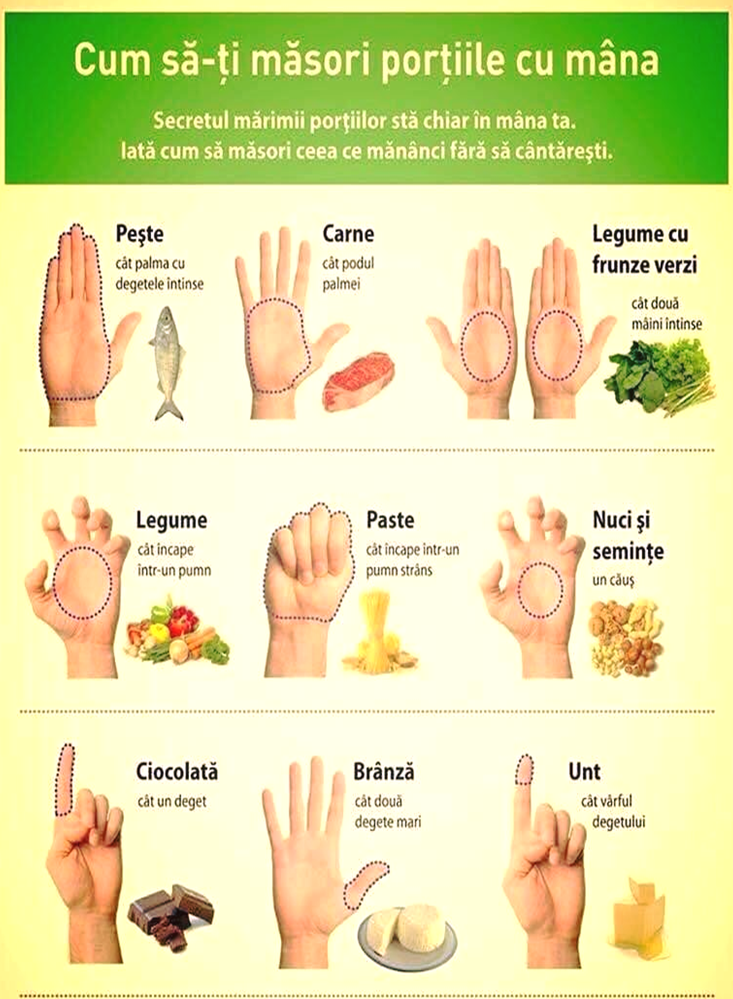 Cum să-ți măsori porțiile cu mâna
Secretul mărimii porțiilor stă chiar în mâna ta.
Iată cum să măsori ceea ce mănânci fără să cântărești.
Pește
cât palma cu
degetele întinse
Carne
cât podul
palmei
Legume cu
frunze verzi
cât două
mâini întinse
Legume
cât încape
într-un pumn
Paste
cât încape într-un
pumn strâns
Nuci și
semințe
un căuș
Ciocolată
cât un deget
Brânză
cât două
degete mari
Unt
cât vârful
degetului